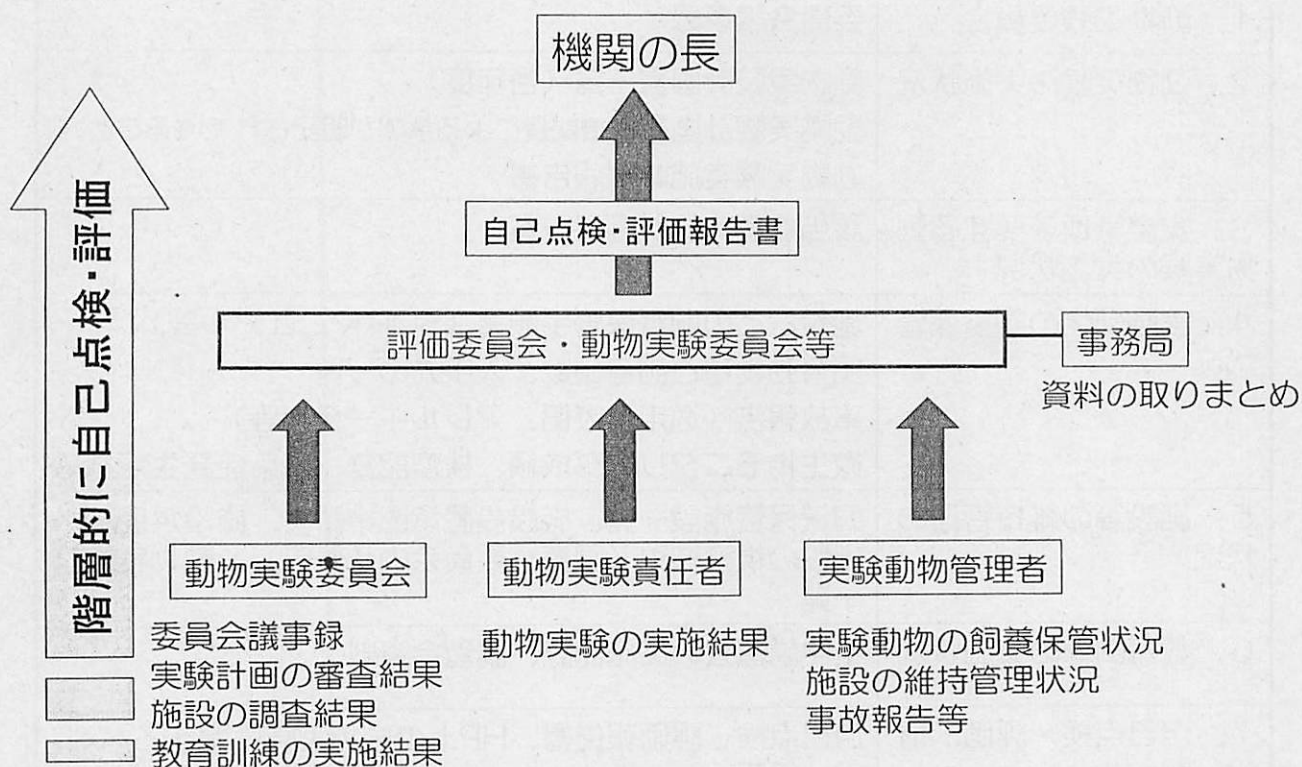 機関の長
階層的に自己点検・評価
自己点検・評価報告書
評価委員会・動物実験委員会等
事務局
資料の取りまとめ
動物実験委員会
委員会議事録
実験計画の審査結果
施設の調査結果
教育訓練の実施結果
動物実験責任者
動物実験の実施結果
実験動物管理者
実験動物の飼養保管状況
施設の維持管理状況
事故報告等